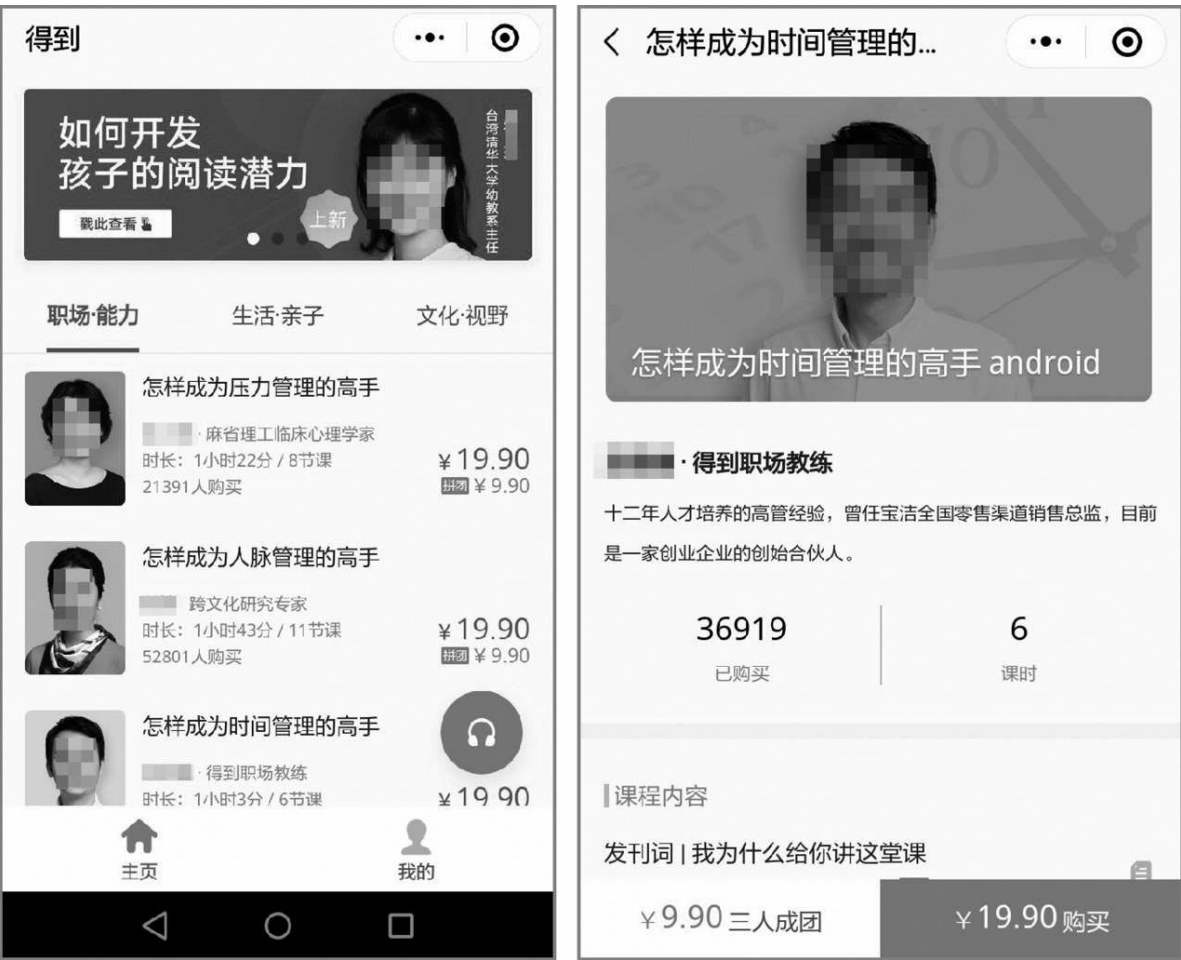 得到
如何开发
孩子的阅读潜力
戳此查看
上新
台湾清华大学幼教系主任
职场·能力
生活·亲子
文化·视野
怎样成为压力管理的高手
· 麻省理工临床心理学家
时长：1小时22分 / 8节课
¥19.90
21391人购买
拼团 ¥9.90
怎样成为人脉管理的高手
跨文化研究专家
时长：1小时43分 / 11节课
¥19.90
52801人购买
拼团 ¥9.90
怎样成为时间管理的高手
· 得到职场教练
时长：1小时3分 / 6节课
¥19.90
主页
我的
怎样成为时间管理的...
怎样成为时间管理的高手 android
· 得到职场教练
十二年人才培养的高管经验，曾任宝洁全国零售渠道销售总监，目前
是一家创业企业的创始合伙人。
36919
已购买
6
课时
课程内容
发刊词 | 我为什么给你讲这堂课
¥9.90 三人成团
¥19.90 购买